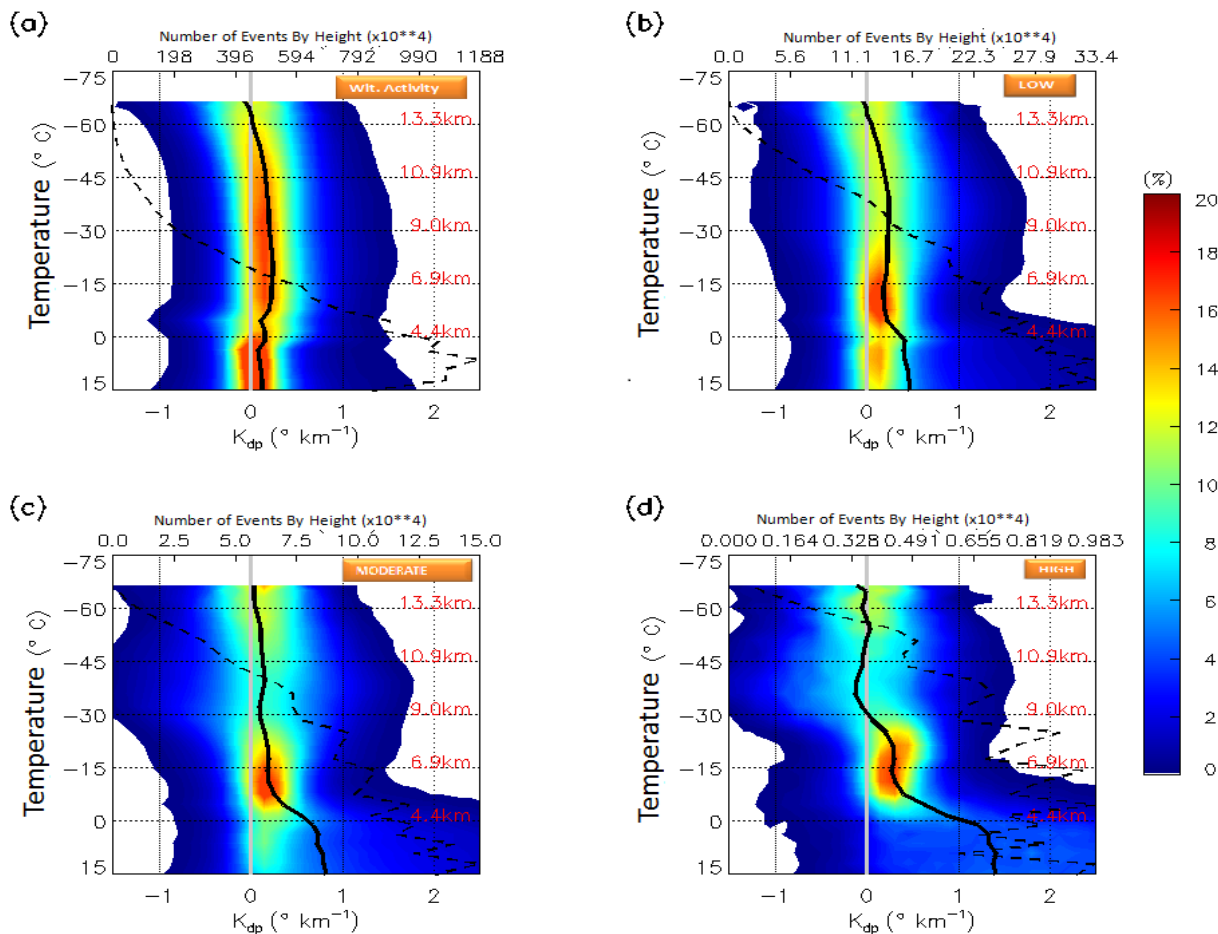 (a)
Number of Events By Height (x10**4)
0 198 396 594 792 990 1188
Wit. Activity
−75
−60
−45
−30
−15
0
15
Temperature (° C)
13.3km
10.9km
9.0km
6.9km
4.4km
−1 0 1 2
Kdp (° km−1)
(b)
Number of Events By Height (x10**4)
0.0 5.6 11.1 16.7 22.3 27.9 33.4
LOW
−75
−60
−45
−30
−15
0
15
Temperature (° C)
13.3km
10.9km
9.0km
6.9km
4.4km
−1 0 1 2
Kdp (° km−1)
(%)
20
18
16
14
12
10
8
6
4
2
0
(c)
Number of Events By Height (x10**4)
0.0 2.5 5.0 7.5 10.0 12.5 15.0
MODERATE
−75
−60
−45
−30
−15
0
15
Temperature (° C)
13.3km
10.9km
9.0km
6.9km
4.4km
−1 0 1 2
Kdp (° km−1)
(d)
Number of Events By Height (x10**4)
0.000 0.164 0.328 0.491 0.655 0.819 0.983
HIGH
−75
−60
−45
−30
−15
0
15
Temperature (° C)
13.3km
10.9km
9.0km
6.9km
4.4km
−1 0 1 2
Kdp (° km−1)